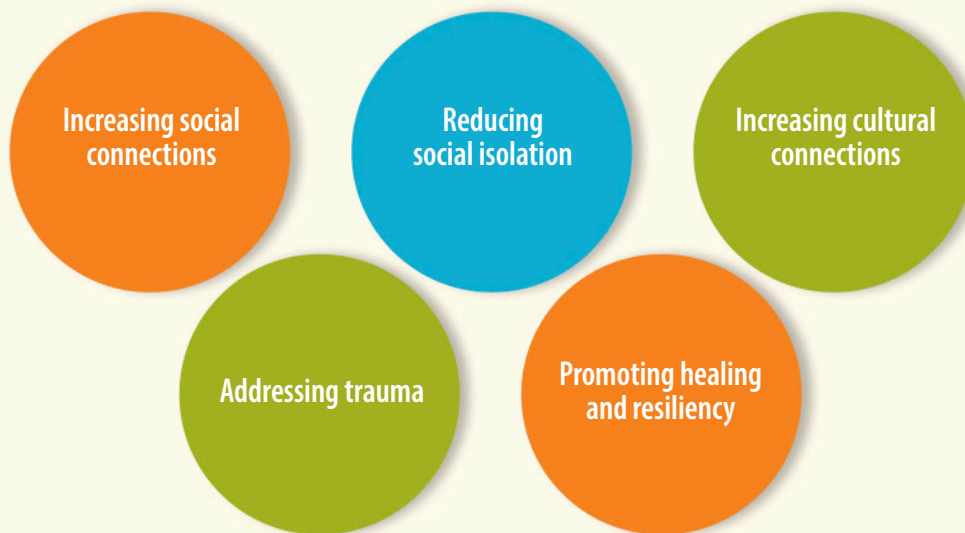 Increasing social
connections
Reducing
social isolation
Increasing cultural
connections
Addressing trauma
Promoting healing
and resiliency